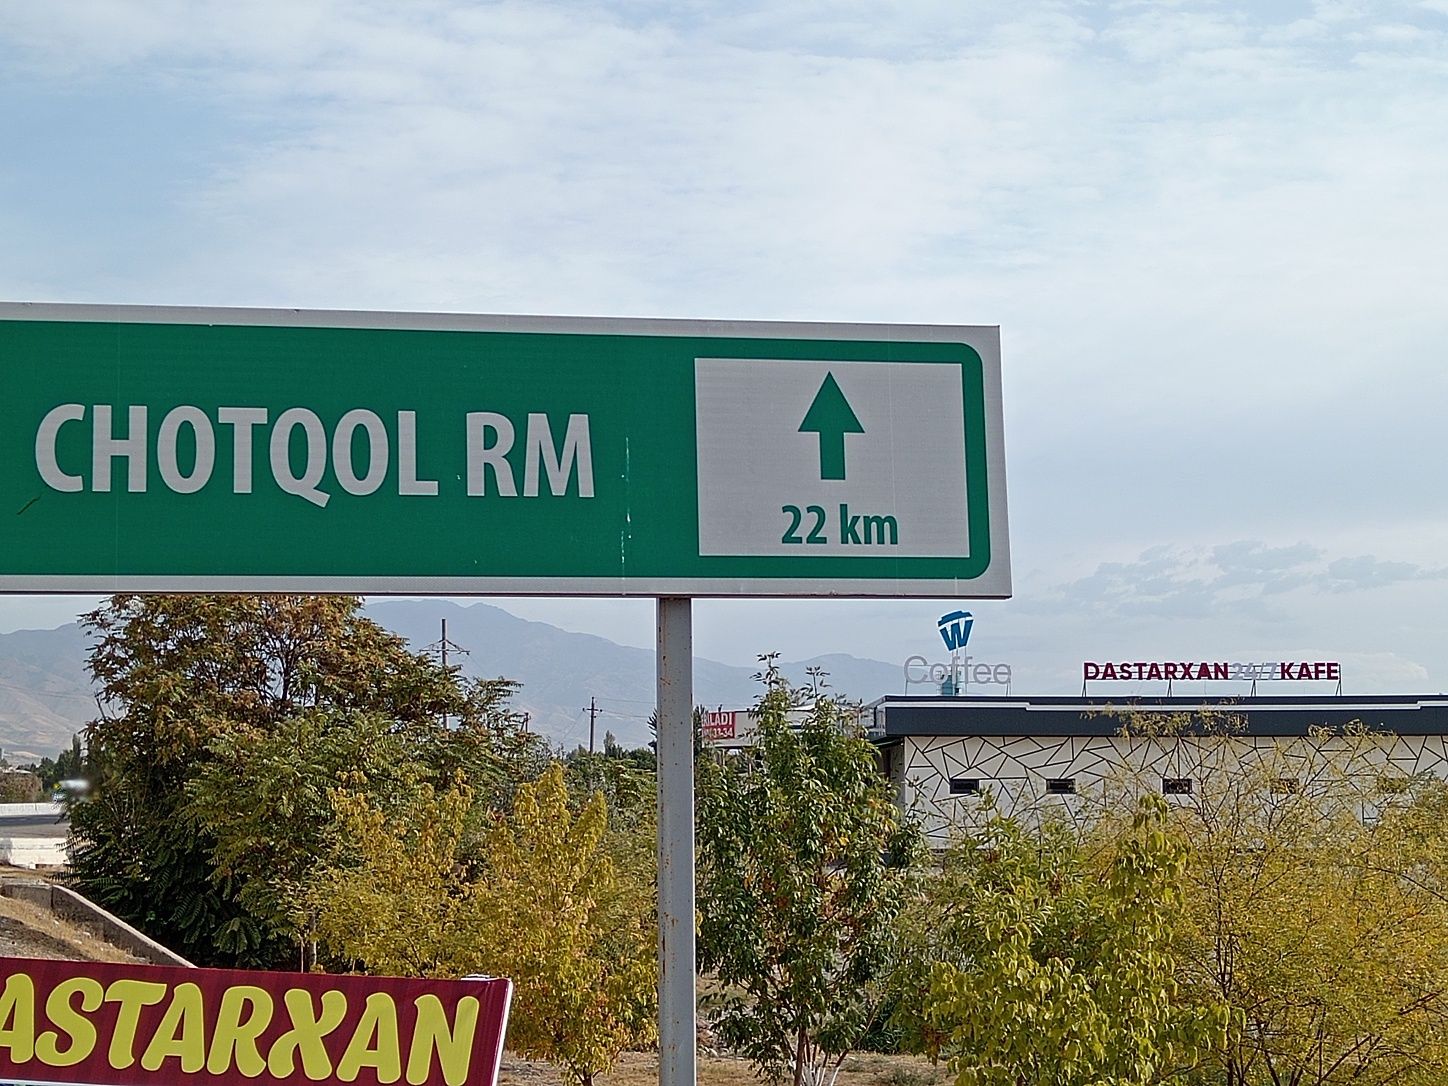 CHOTQOL RM
22 km
W
Coffee
DASTARXAN 24/7 KAFE
ASTARXAN